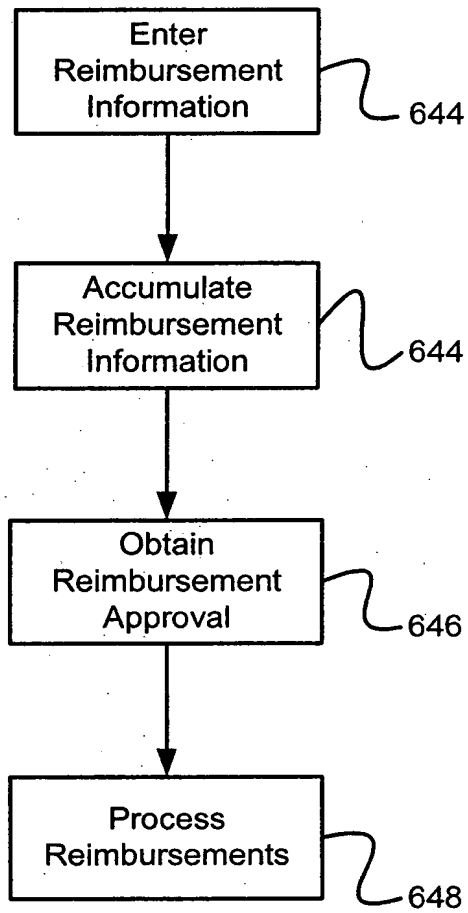 Enter
Reimbursement
Information
644
Accumulate
Reimbursement
Information
644
Obtain
Reimbursement
Approval
646
Process
Reimbursements
648